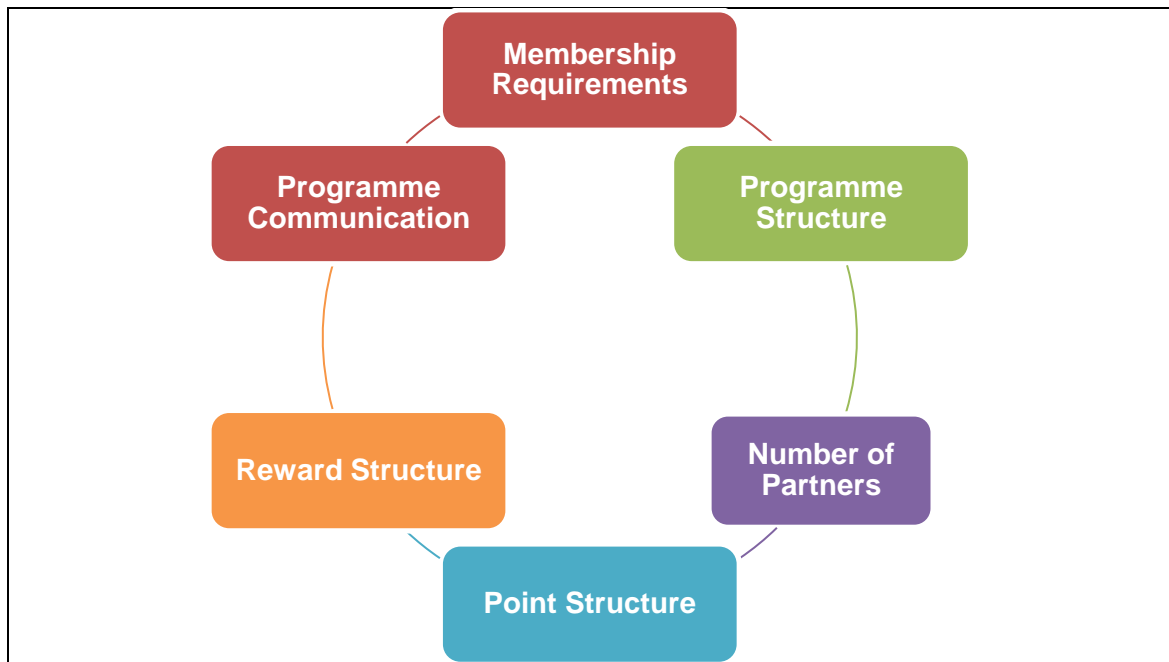 Membership
Requirements
Programme
Communication
Programme
Structure
Reward Structure
Number of
Partners
Point Structure